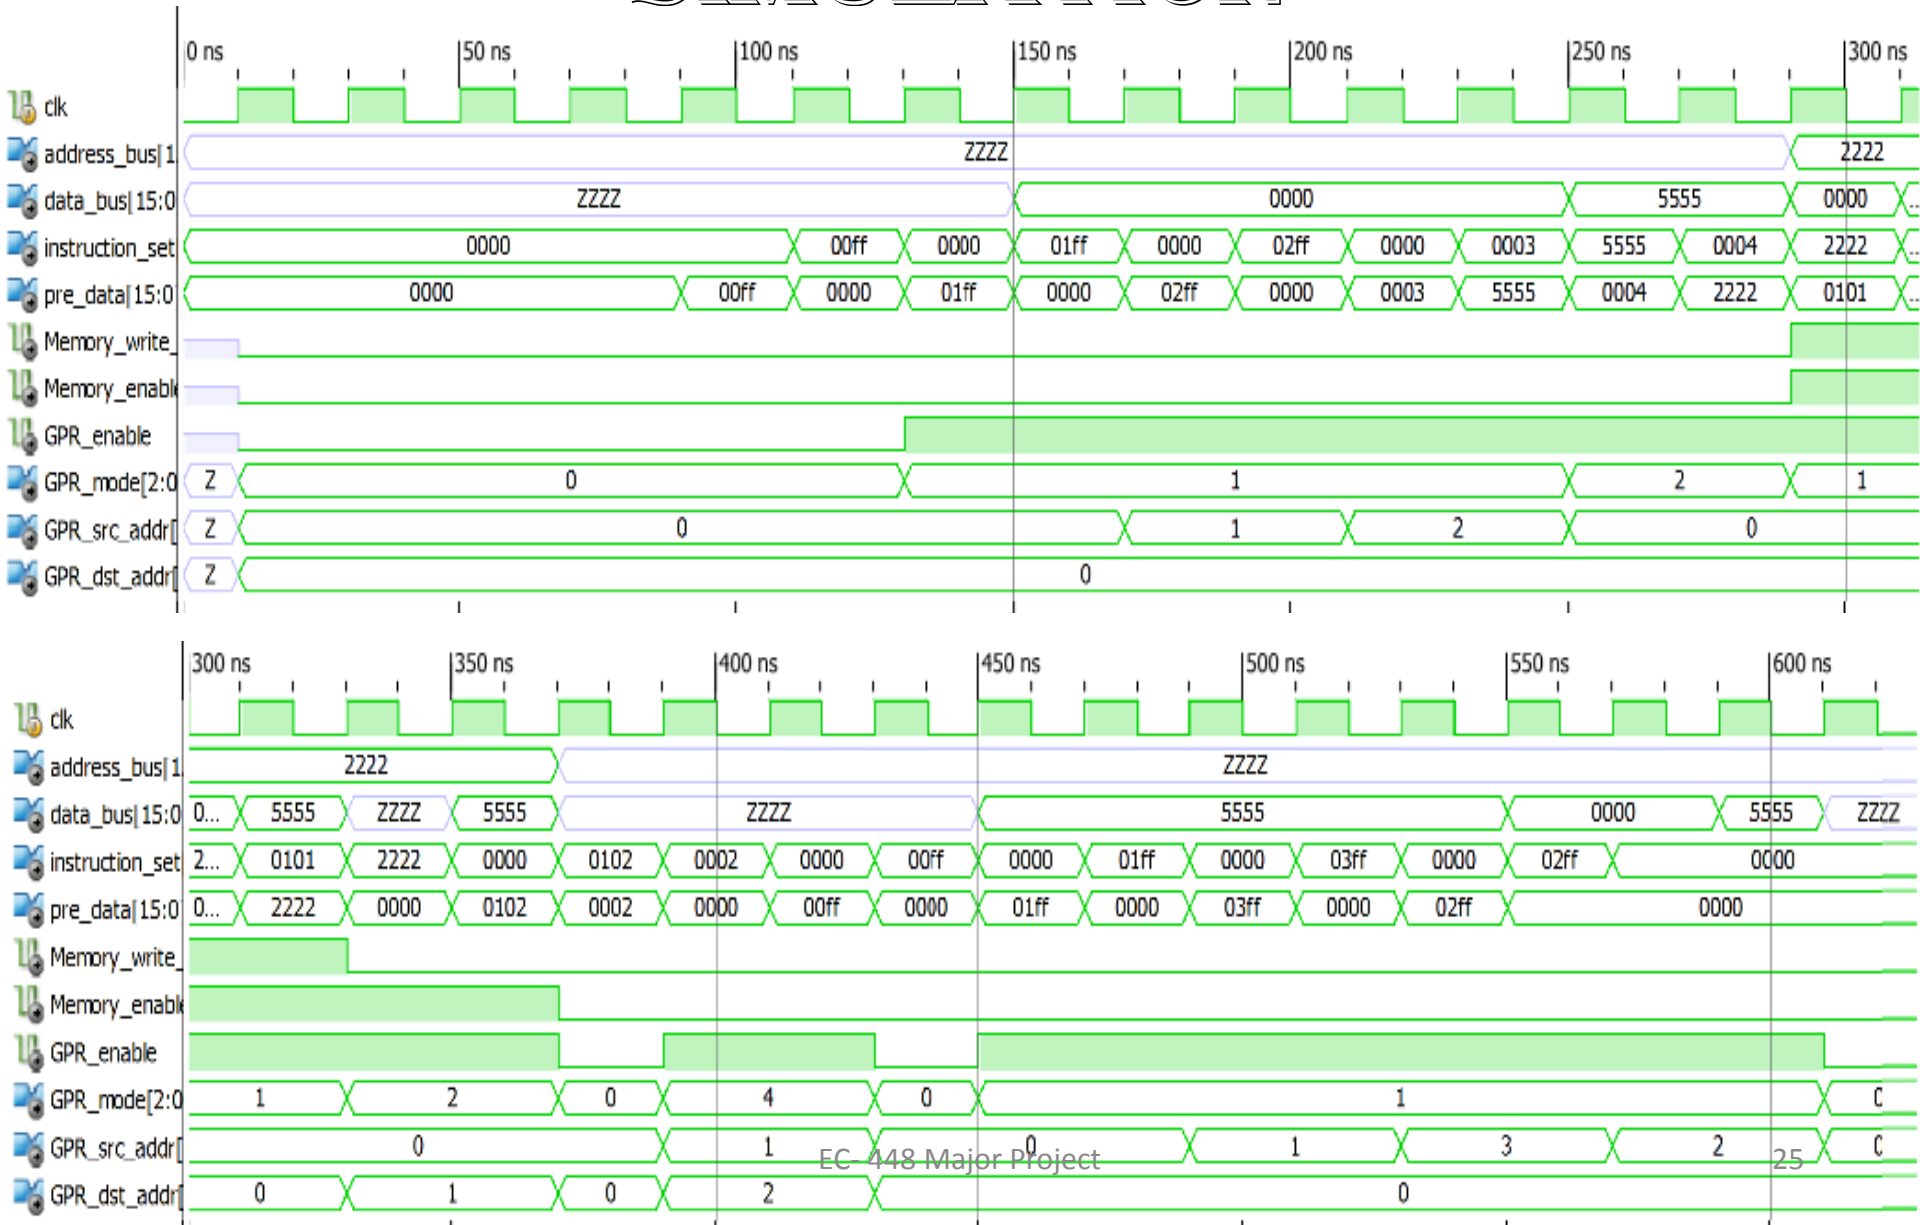 SIMULATION
0 ns 50 ns 100 ns 150 ns 200 ns 250 ns 300 ns
clk
address_bus[1 ZZZZ 2222
data_bus[15:0 ZZZZ 0000 5555 0000 ..
instruction_set 0000 00ff 0000 01ff 0000 02ff 0000 0003 5555 0004 2222 ..
pre_data[15:0 0000 00ff 0000 01ff 0000 02ff 0000 0003 5555 0004 2222 0101 ..
Memory_write_
Memory_enable
GPR_enable
GPR_mode[2:0 Z 0 1 2 1
GPR_src_addr[ Z 0 1 2 0
GPR_dst_addr[ Z 0
300 ns 350 ns 400 ns 450 ns 500 ns 550 ns 600 ns
clk
address_bus[1 2222 ZZZZ
data_bus[15:0 0... 5555 ZZZZ 5555 ZZZZ 5555 0000 5555 ZZZZ
instruction_set 2... 0101 2222 0000 0102 0002 0000 00ff 0000 01ff 0000 03ff 0000 02ff 0000
pre_data[15:0 0... 2222 0000 0102 0002 0000 00ff 0000 01ff 0000 03ff 0000 02ff 0000
Memory_write_
Memory_enable
GPR_enable
GPR_mode[2:0 1 2 0 4 0 1 0
GPR_src_addr[ 0 1 0 1 3 2 0
EC- 448 Major Project 25
GPR_dst_addr[ 0 1 0 2 0